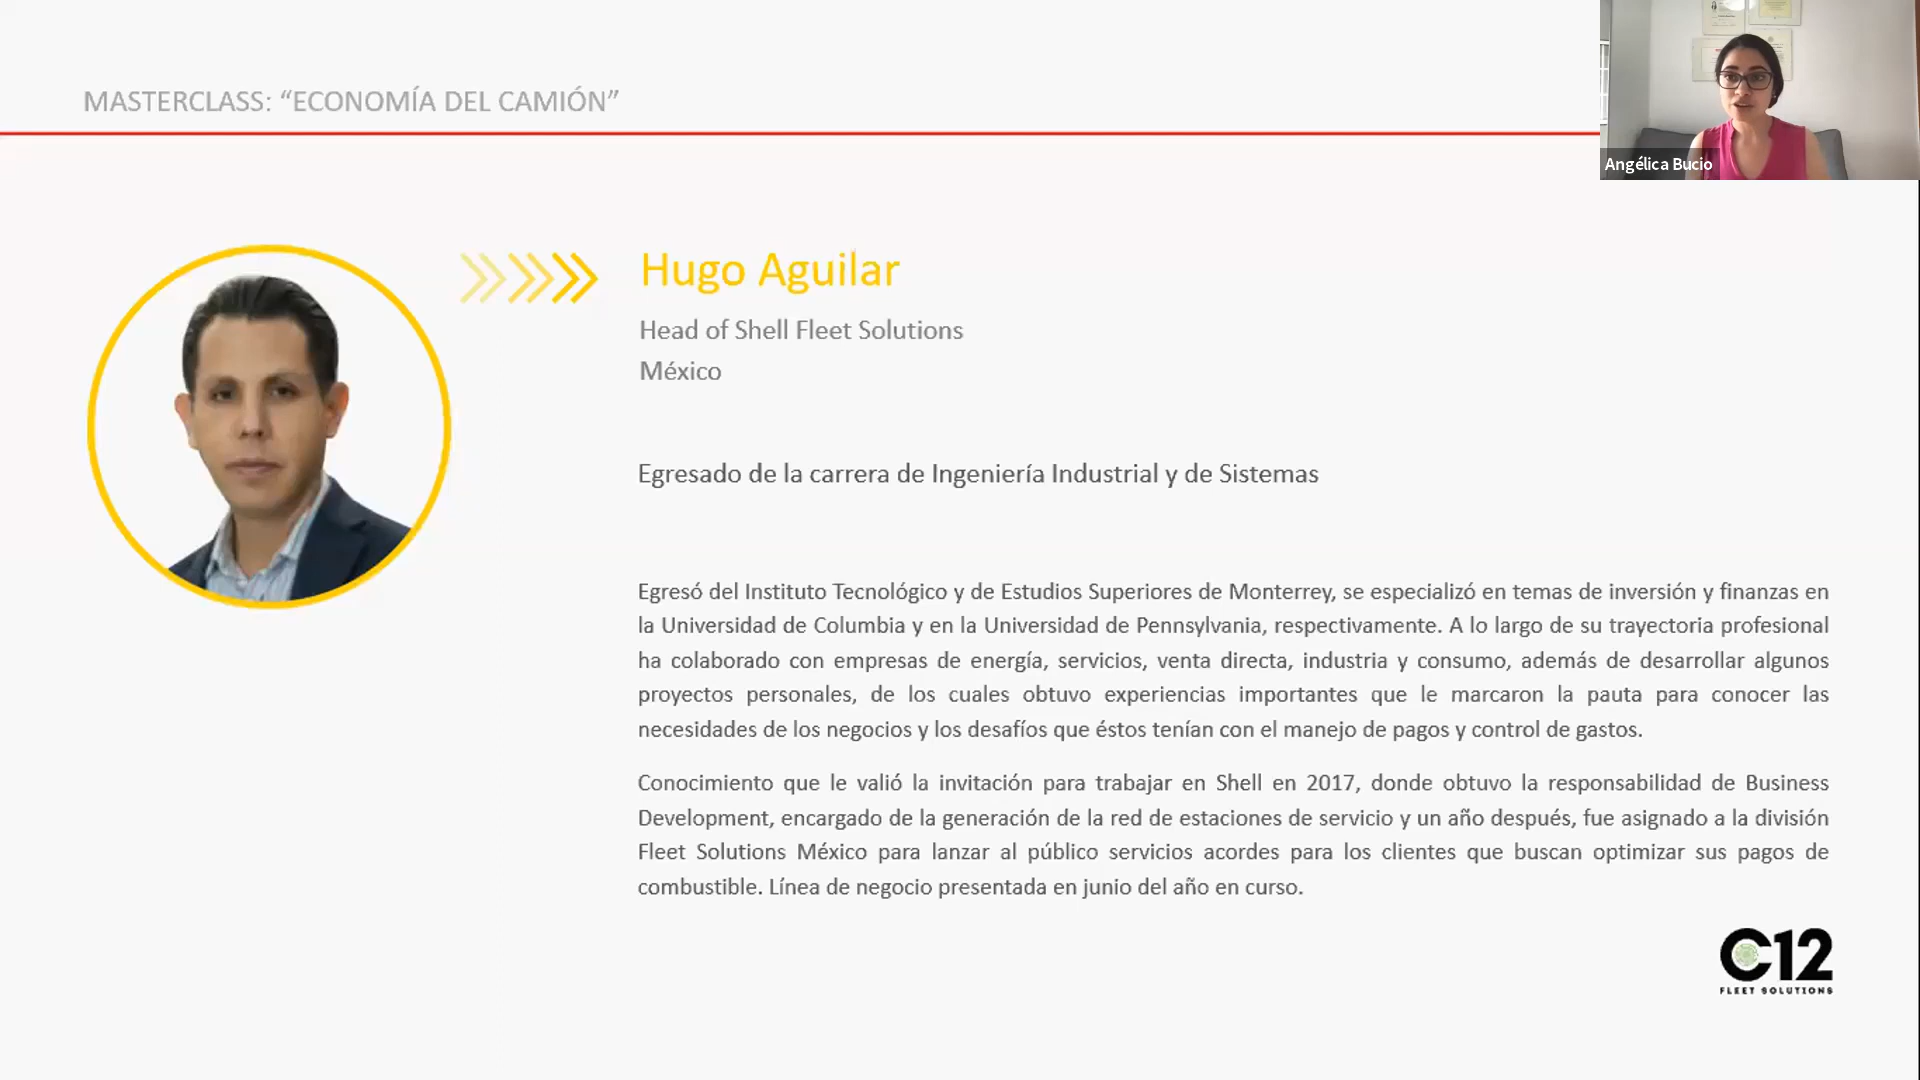 MASTERCLASS: “ECONOMÍA DEL CAMIÓN”
Angélica Bucio
Hugo Aguilar
Head of Shell Fleet Solutions
México
Egresado de la carrera de Ingeniería Industrial y de Sistemas
Egresó del Instituto Tecnológico y de Estudios Superiores de Monterrey, se especializó en temas de inversión y finanzas en
la Universidad de Columbia y en la Universidad de Pennsylvania, respectivamente. A lo largo de su trayectoria profesional
ha colaborado con empresas de energía, servicios, venta directa, industria y consumo, además de desarrollar algunos
proyectos personales, de los cuales obtuvo experiencias importantes que le marcaron la pauta para conocer las
necesidades de los negocios y los desafíos que éstos tenían con el manejo de pagos y control de gastos.
Conocimiento que le valió la invitación para trabajar en Shell en 2017, donde obtuvo la responsabilidad de Business
Development, encargado de la generación de la red de estaciones de servicio y un año después, fue asignado a la división
Fleet Solutions México para lanzar al público servicios acordes para los clientes que buscan optimizar sus pagos de
combustible. Línea de negocio presentada en junio del año en curso.
C12
FLEET SOLUTIONS